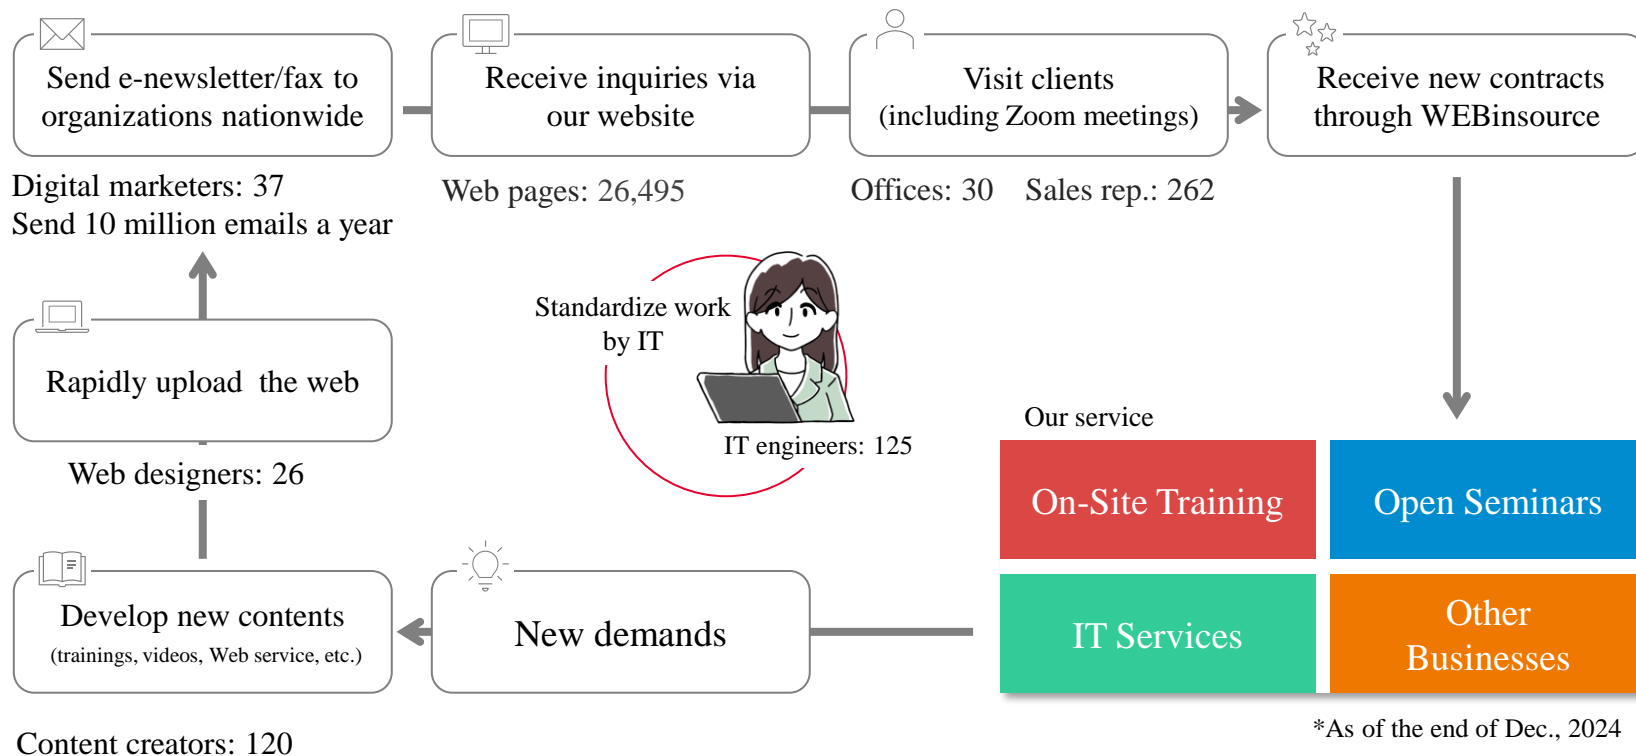 Send e-newsletter/fax to
organizations nationwide
Receive inquiries via
our website
Visit clients
(including Zoom meetings)
Receive new contracts
through WEBinsource
Digital marketers: 37
Send 10 million emails a year
Web pages: 26,495
Offices: 30
Sales rep.: 262
Standardize work
by IT
IT engineers: 125
Rapidly upload the web
Web designers: 26
Our service
On-Site Training
Open Seminars
IT Services
Other
Businesses
New demands
Develop new contents
(trainings, videos, Web service, etc.)
Content creators: 120
*As of the end of Dec., 2024